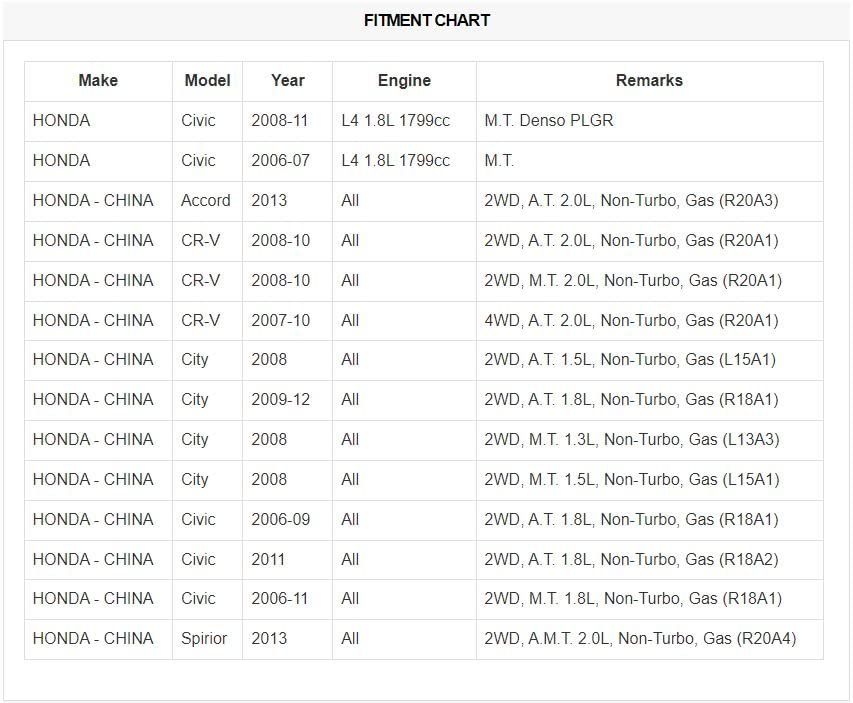 FITMENT CHART
Make Model Year Engine Remarks
HONDA Civic 2008-11 L4 1.8L 1799cc M.T. Denso PLGR
HONDA Civic 2006-07 L4 1.8L 1799cc M.T.
HONDA - CHINA Accord 2013 All 2WD, A.T. 2.0L, Non-Turbo, Gas (R20A3)
HONDA - CHINA CR-V 2008-10 All 2WD, A.T. 2.0L, Non-Turbo, Gas (R20A1)
HONDA - CHINA CR-V 2008-10 All 2WD, M.T. 2.0L, Non-Turbo, Gas (R20A1)
HONDA - CHINA CR-V 2007-10 All 4WD, A.T. 2.0L, Non-Turbo, Gas (R20A1)
HONDA - CHINA City 2008 All 2WD, A.T. 1.5L, Non-Turbo, Gas (L15A1)
HONDA - CHINA City 2009-12 All 2WD, A.T. 1.8L, Non-Turbo, Gas (R18A1)
HONDA - CHINA City 2008 All 2WD, M.T. 1.3L, Non-Turbo, Gas (L13A3)
HONDA - CHINA City 2008 All 2WD, M.T. 1.5L, Non-Turbo, Gas (L15A1)
HONDA - CHINA Civic 2006-09 All 2WD, A.T. 1.8L, Non-Turbo, Gas (R18A1)
HONDA - CHINA Civic 2011 All 2WD, A.T. 1.8L, Non-Turbo, Gas (R18A2)
HONDA - CHINA Civic 2006-11 All 2WD, M.T. 1.8L, Non-Turbo, Gas (R18A1)
HONDA - CHINA Spirior 2013 All 2WD, A.M.T. 2.0L, Non-Turbo, Gas (R20A4)